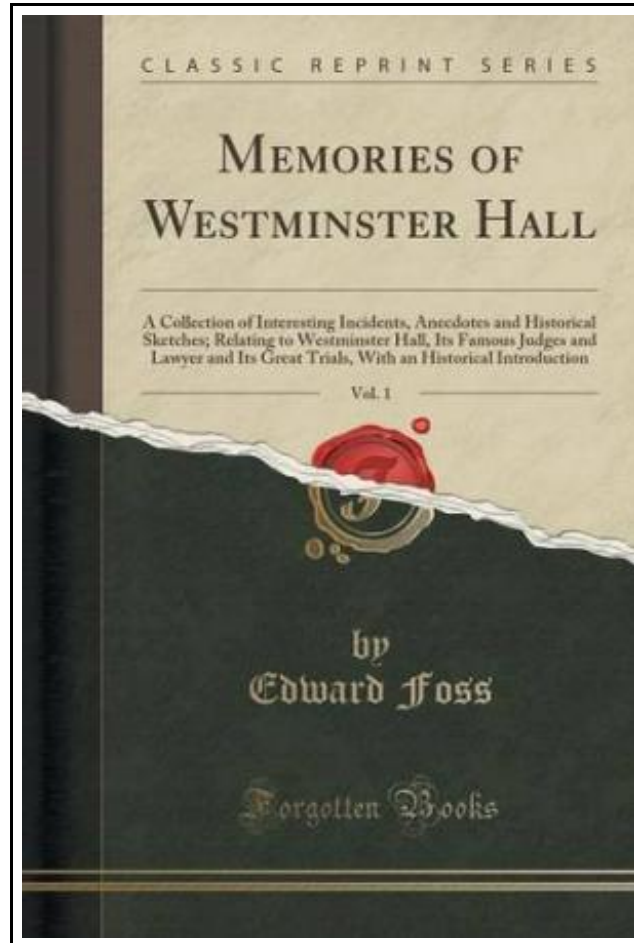 CLASSIC REPRINT SERIES
MEMORIES OF
WESTMINSTER HALL
A Collection of Interesting Incidents, Anecdotes and Historical
Sketches; Relating to Westminster Hall, Its Famous Judges and
Lawyer and Its Great Trials, With an Historical Introduction
Vol. 1
F
by
Edward Foss
Forgotten Books